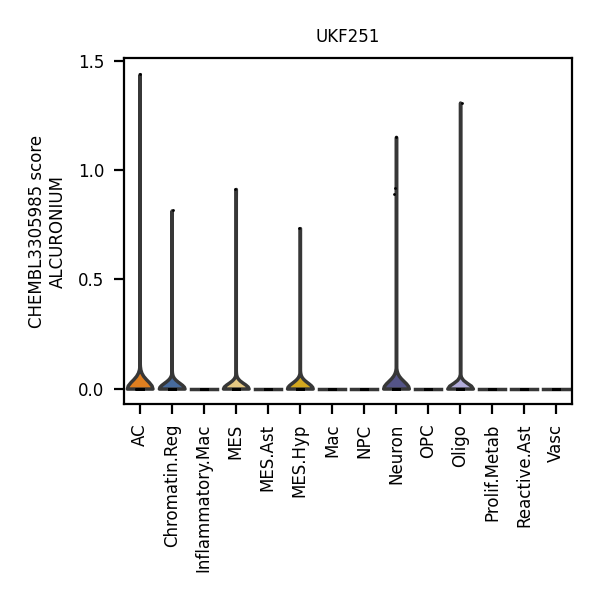 UKF251
CHEMBL3305985 score
ALCURONIUM
1.5
1.0
0.5
0.0
AC
Chromatin.Reg
Inflammatory.Mac
MES
MES.Ast
MES.Hyp
Mac
NPC
Neuron
OPC
Oligo
Prolif.Metab
Reactive.Ast
Vasc